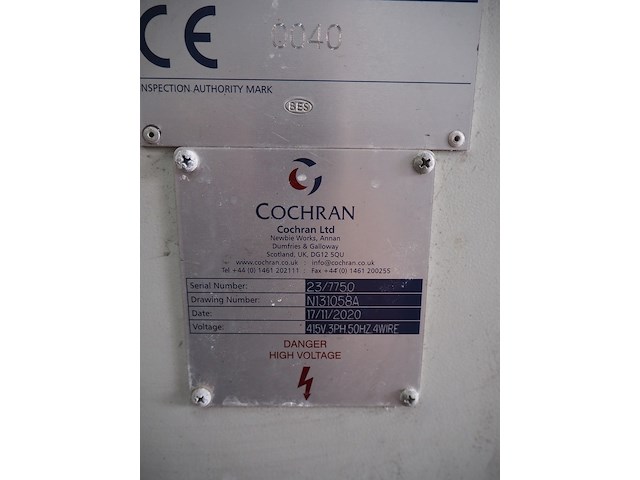 CE 0040
INSPECTION AUTHORITY MARK
BES
COCHRAN
Cochran Ltd
Newbie Works, Annan
Dumfries & Galloway
Scotland, UK, DG12 5QU
www.cochran.co.uk : info@cochran.co.uk
Tel +44 (0) 1461 202111 : Fax +44 (0) 1461 200255
Serial Number: 23/7750
Drawing Number: N131058A
Date: 17/11/2020
Voltage: 415V,3PH,50HZ,4WIRE
DANGER
HIGH VOLTAGE